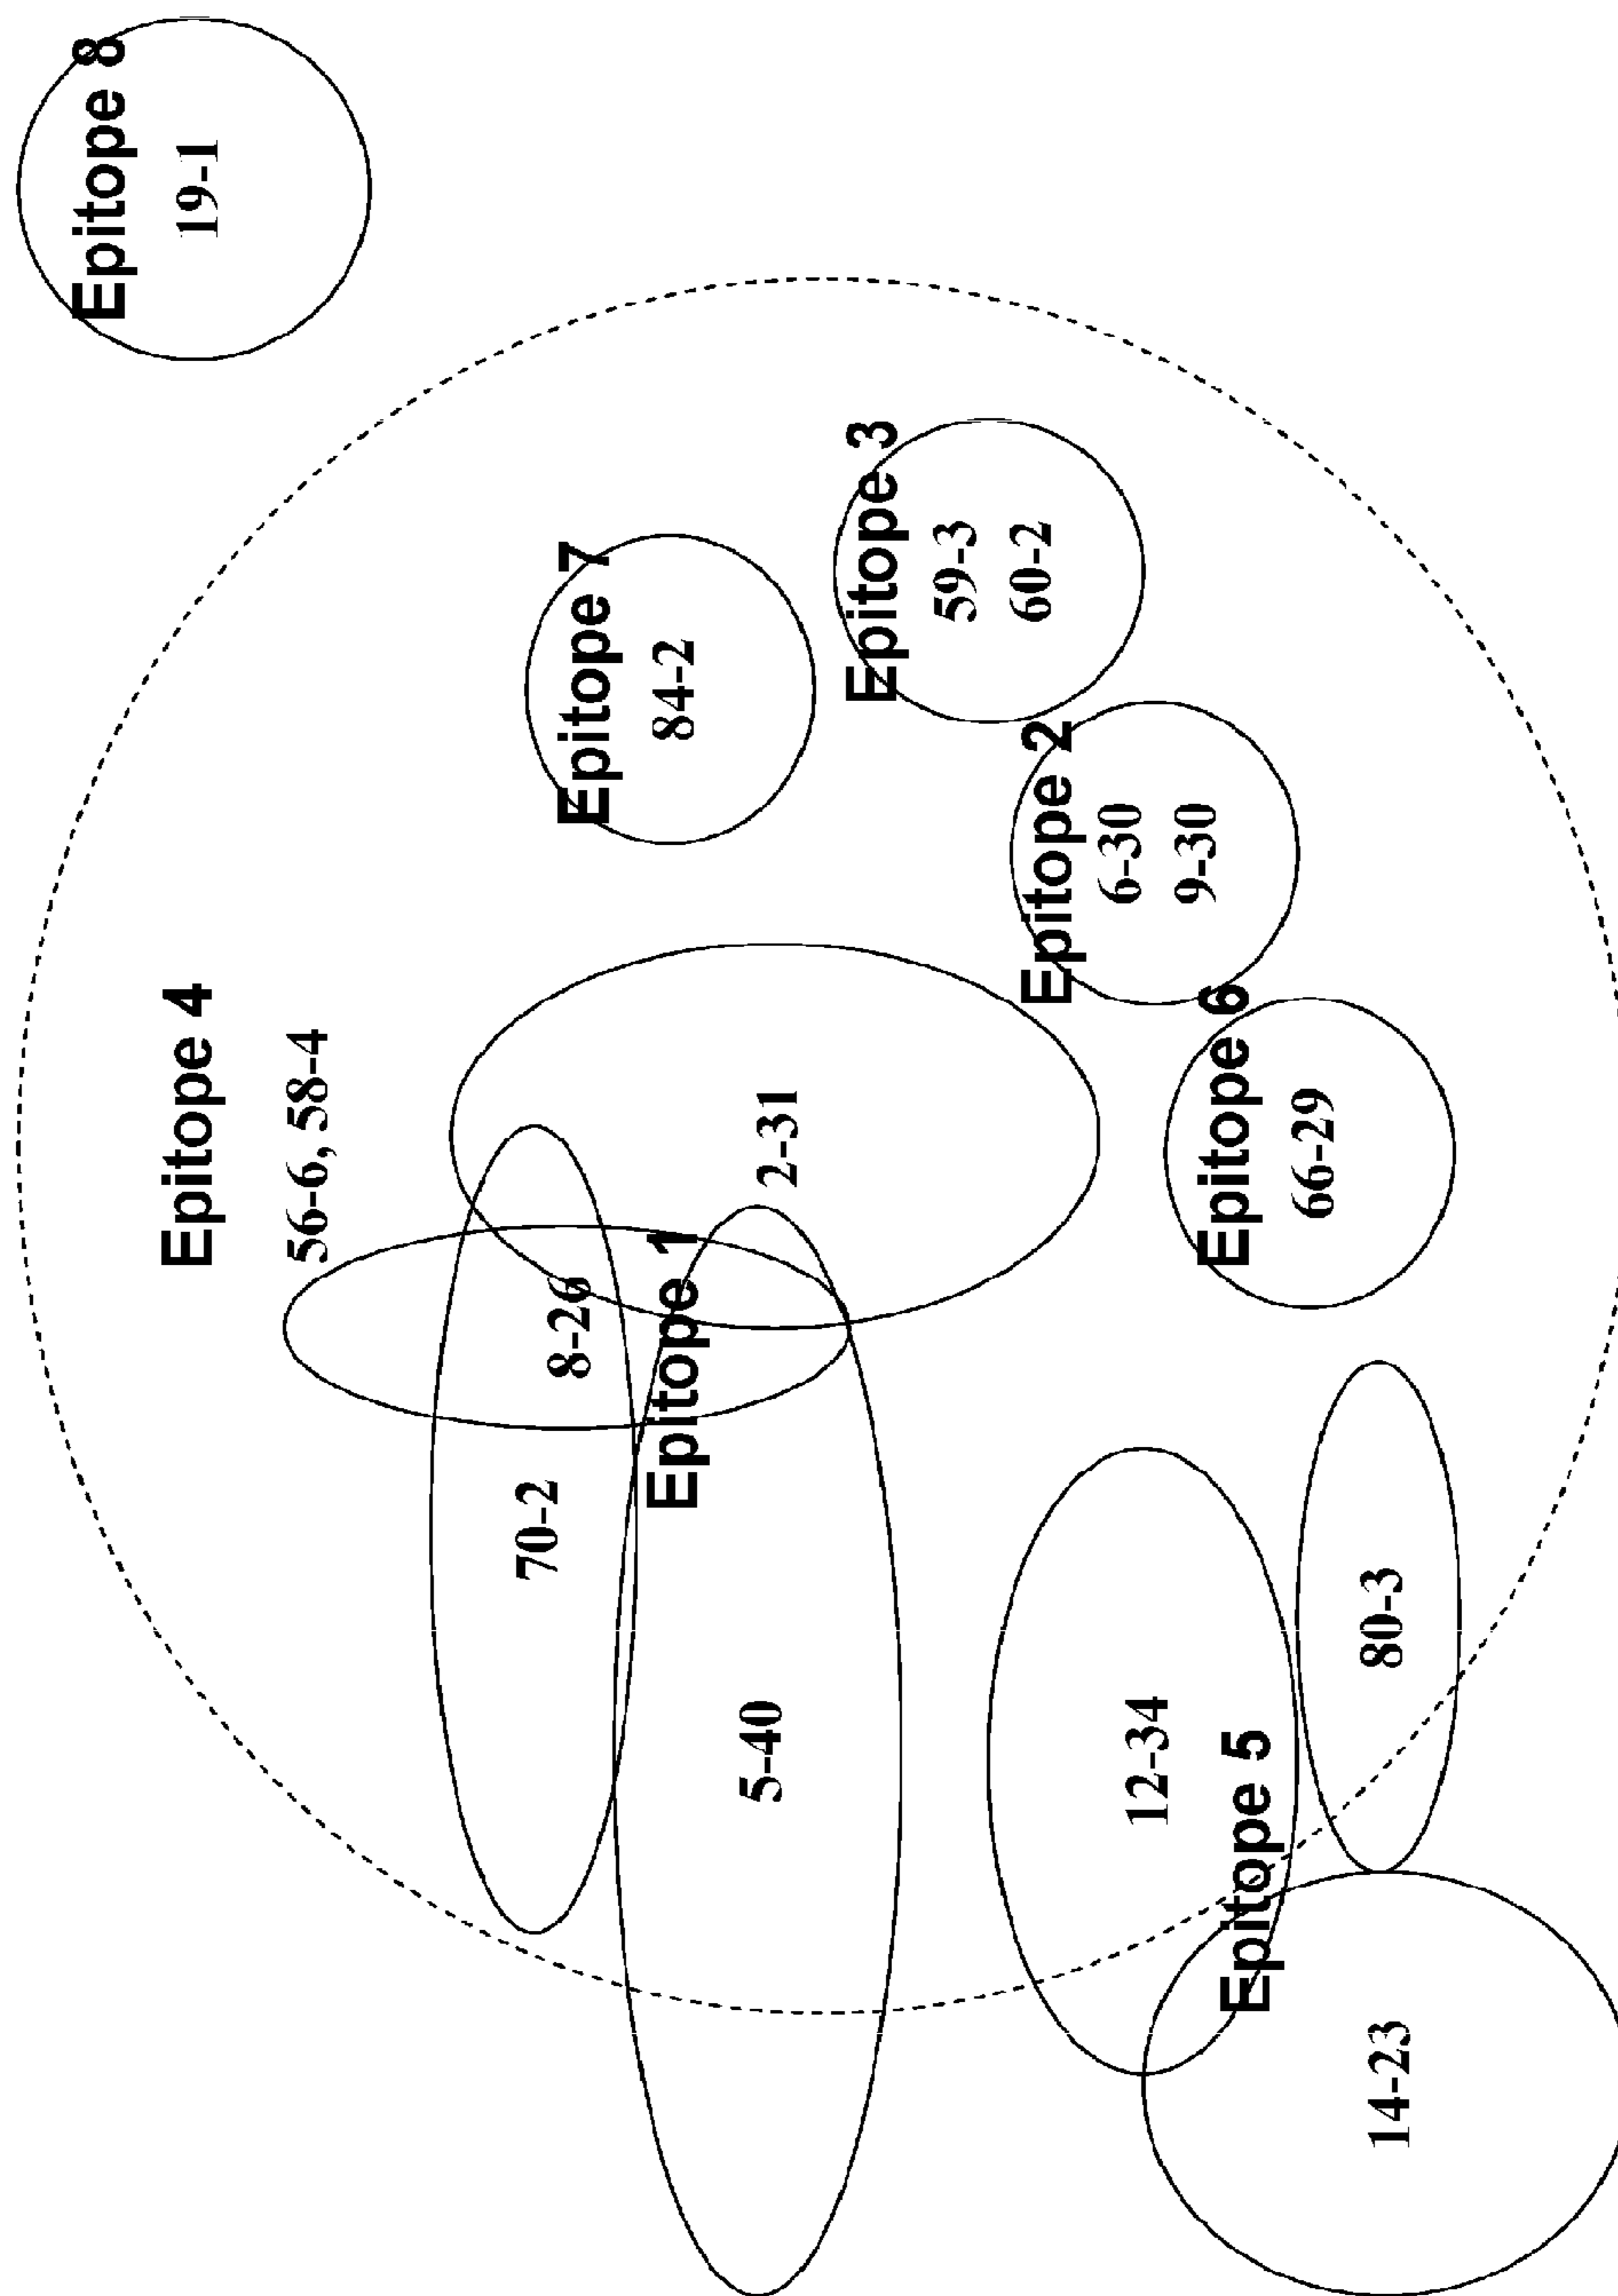 Epitope 8
19-1
Epitope 4
56-6, 58-4
Epitope 7
84-2
8-26
70-2
Epitope 1
2-31
5-40
Epitope 3
59-3
60-2
Epitope 2
6-30
9-30
12-34
Epitope 6
66-29
Epitope 5
80-3
14-23